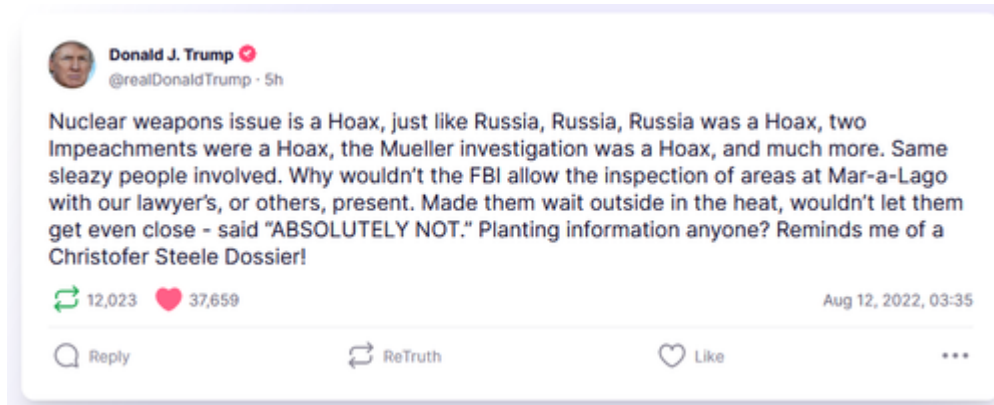 Donald J. Trump
@realDonaldTrump · 5h
Nuclear weapons issue is a Hoax, just like Russia, Russia, Russia was a Hoax, two
Impeachments were a Hoax, the Mueller investigation was a Hoax, and much more. Same
sleazy people involved. Why wouldn't the FBI allow the inspection of areas at Mar-a-Lago
with our lawyer's, or others, present. Made them wait outside in the heat, wouldn't let them
get even close - said "ABSOLUTELY NOT." Planting information anyone? Reminds me of a
Christofer Steele Dossier!
12,023 37,659 Aug 12, 2022, 03:35
Reply ReTruth Like